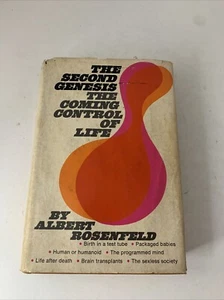 THE
SECOND
GENESIS
THE
COMING
CONTROL
OF
LIFE
BY
ALBERT
ROSENFELD
• Birth in a test tube • Packaged babies
• Human or humanoid • The programmed mind
• Life after death • Brain transplants • The sexless society